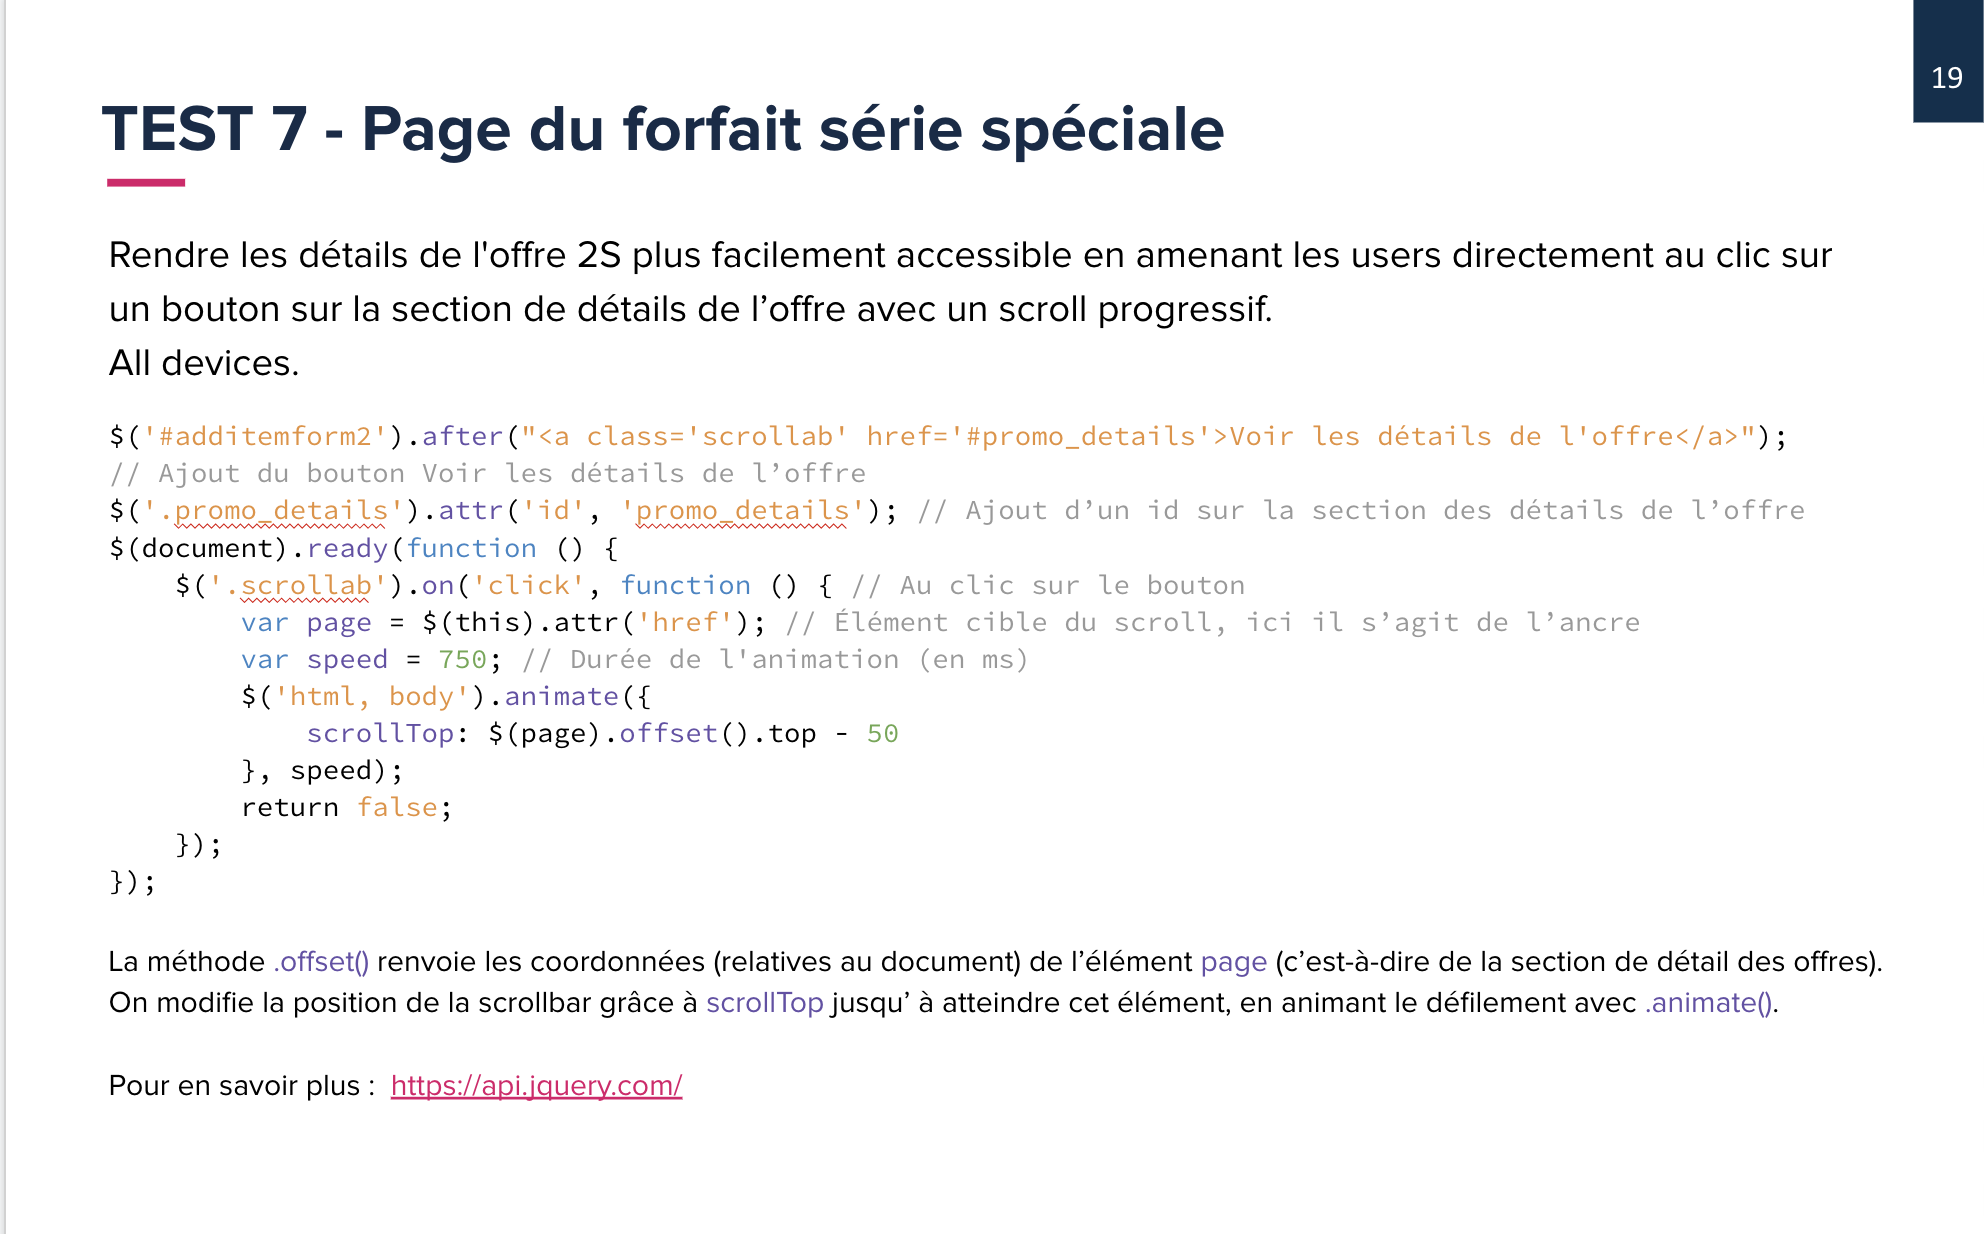 19
TEST 7 - Page du forfait série spéciale
Rendre les détails de l'offre 2S plus facilement accessible en amenant les users directement au clic sur
un bouton sur la section de détails de l’offre avec un scroll progressif.
All devices.
$('#additemform2').after("<a class='scrollab' href='#promo_details'>Voir les détails de l'offre</a>");
// Ajout du bouton Voir les détails de l’offre
$('.promo_details').attr('id', 'promo_details'); // Ajout d’un id sur la section des détails de l’offre
$(document).ready(function () {
    $('.scrollab').on('click', function () { // Au clic sur le bouton
        var page = $(this).attr('href'); // Élément cible du scroll, ici il s’agit de l’ancre
        var speed = 750; // Durée de l'animation (en ms)
        $('html, body').animate({
            scrollTop: $(page).offset().top - 50
        }, speed);
        return false;
    });
});
La méthode .offset() renvoie les coordonnées (relatives au document) de l’élément page (c’est-à-dire de la section de détail des offres).
On modifie la position de la scrollbar grâce à scrollTop jusqu’ à atteindre cet élément, en animant le défilement avec .animate().
Pour en savoir plus :  https://api.jquery.com/